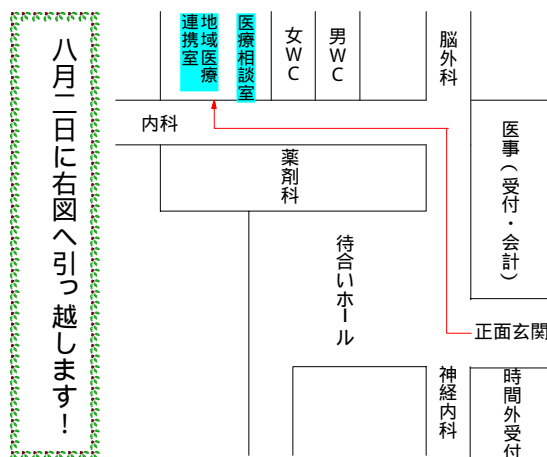 八月二日に右図へ引っ越します！
地域医療
連携室
医療相談室
女WC
男WC
脳外科
内科
薬剤科
医事（受付・会計）
待合いホール
正面玄関
神経内科
時間外受付